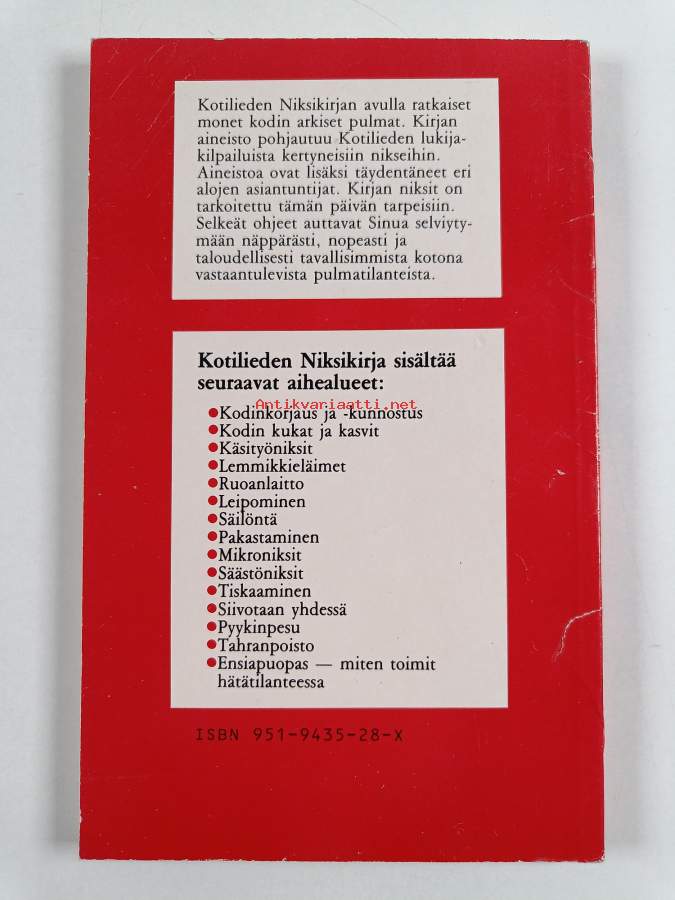 Kotilieden Niksikirjan avulla ratkaiset
monet kodin arkiset pulmat. Kirjan
aineisto pohjautuu Kotilieden lukija-
kilpailuista kertyneisiin nikseihin.
Aineistoa ovat lisäksi täydentäneet eri
alojen asiantuntijat. Kirjan niksit on
tarkoitettu tämän päivän tarpeisiin.
Selkeät ohjeet auttavat Sinua selviyty-
mään näppärästi, nopeasti ja
taloudellisesti tavallisimmista kotona
vastaantulevista pulmatilanteista.
Kotilieden Niksikirja sisältää
seuraavat aihealueet:
Antikvariaatti.net
●Kodinkorjaus ja -kunnostus
●Kodin kukat ja kasvit
●Käsityöniksit
●Lemmikkieläimet
●Ruoanlaitto
●Leipominen
●Säilöntä
●Pakastaminen
●Mikroniksit
●Säästöniksit
●Tiskaaminen
●Siivotaan yhdessä
●Pyykinpesu
●Tahranpoisto
●Ensiapuopas — miten toimit
hätätilanteessa
ISBN 951-9435-28-X